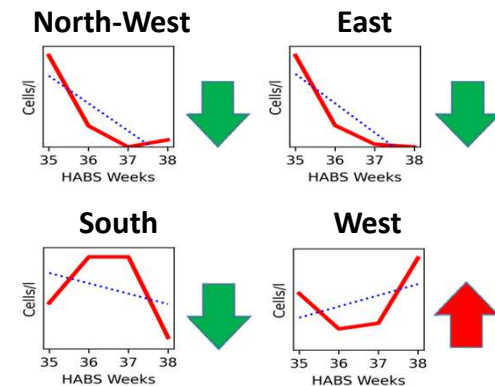 North-West
Cells/l
35 36 37 38
HABS Weeks
East
Cells/l
35 36 37 38
HABS Weeks
South
Cells/l
35 36 37 38
HABS Weeks
West
Cells/l
35 36 37 38
HABS Weeks